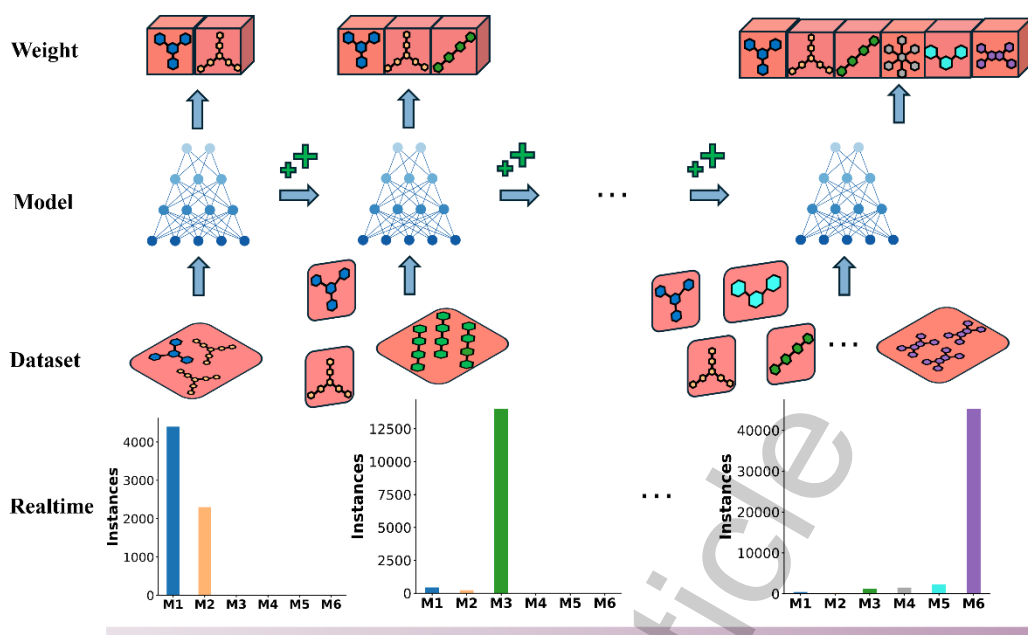 Weight
Model
...
Dataset
...
Realtime
Instances
4000
3000
2000
1000
0
M1 M2 M3 M4 M5 M6
Instances
12500
10000
7500
5000
2500
0
M1 M2 M3 M4 M5 M6
...
Instances
40000
30000
20000
10000
0
M1 M2 M3 M4 M5 M6
ticle